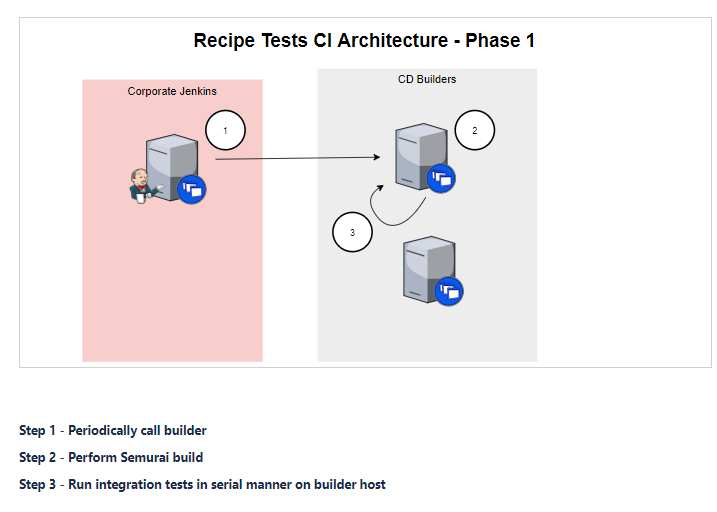 Recipe Tests CI Architecture - Phase 1
Corporate Jenkins
CD Builders
1
2
3
Step 1 - Periodically call builder
Step 2 - Perform Semurai build
Step 3 - Run integration tests in serial manner on builder host